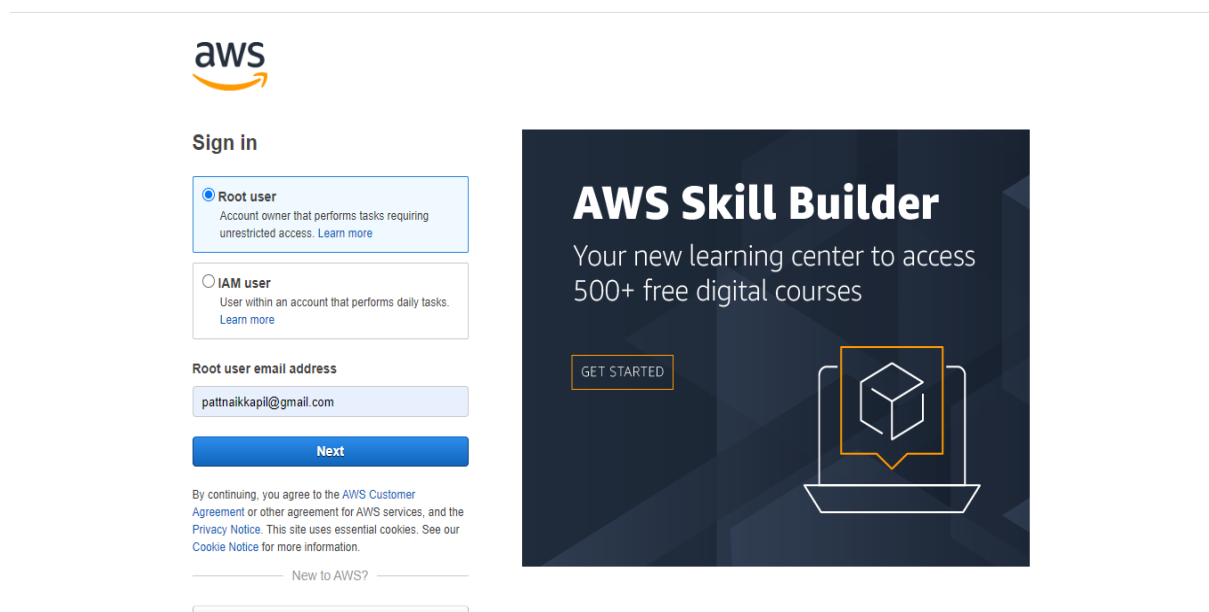 aws
Sign in
Root user
Account owner that performs tasks requiring
unrestricted access. Learn more
IAM user
User within an account that performs daily tasks.
Learn more
Root user email address
pattnaikkapil@gmail.com
Next
By continuing, you agree to the AWS Customer
Agreement or other agreement for AWS services, and the
Privacy Notice. This site uses essential cookies. See our
Cookie Notice for more information.
New to AWS?
AWS Skill Builder
Your new learning center to access
500+ free digital courses
GET STARTED